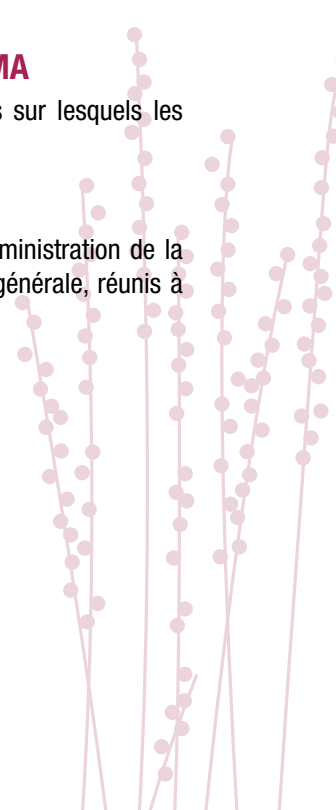 MA
s sur lesquels les
ministration de la
générale, réunis à